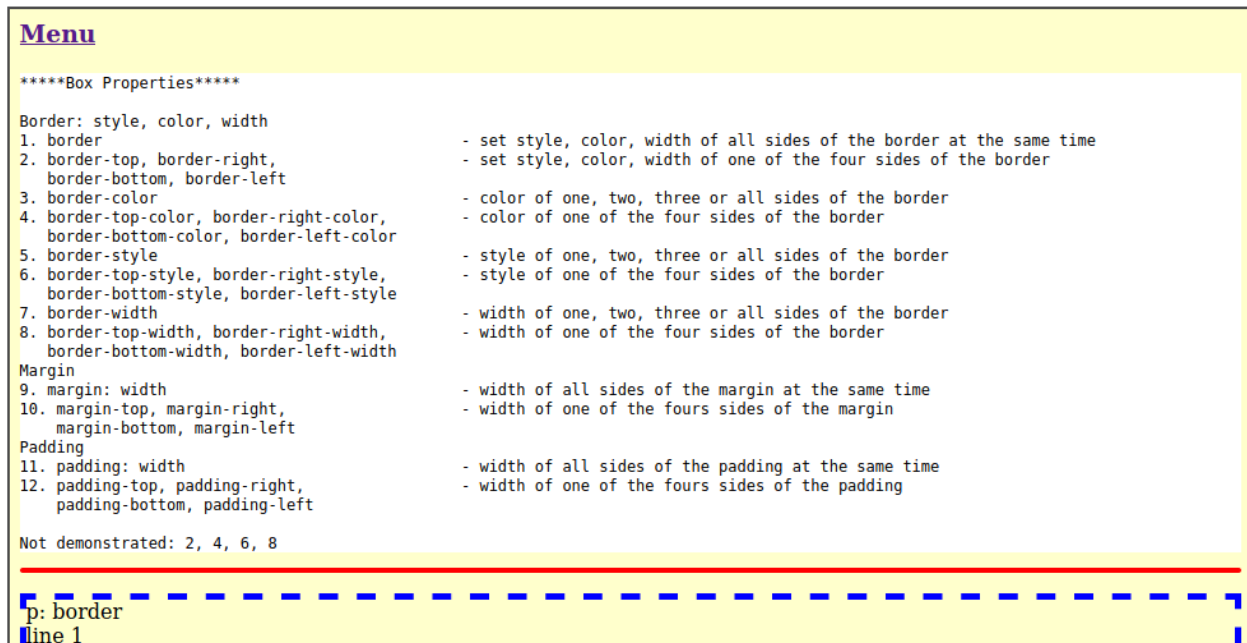 Menu
*****Box Properties*****
Border: style, color, width
1. border - set style, color, width of all sides of the border at the same time
2. border-top, border-right, - set style, color, width of one of the four sides of the border
border-bottom, border-left
3. border-color - color of one, two, three or all sides of the border
4. border-top-color, border-right-color, - color of one of the four sides of the border
border-bottom-color, border-left-color
5. border-style - style of one, two, three or all sides of the border
6. border-top-style, border-right-style, - style of one of the four sides of the border
border-bottom-style, border-left-style
7. border-width - width of one, two, three or all sides of the border
8. border-top-width, border-right-width, - width of one of the four sides of the border
border-bottom-width, border-left-width
Margin
9. margin: width - width of all sides of the margin at the same time
10. margin-top, margin-right, - width of one of the fours sides of the margin
margin-bottom, margin-left
Padding
11. padding: width - width of all sides of the padding at the same time
12. padding-top, padding-right, - width of one of the fours sides of the padding
padding-bottom, padding-left
Not demonstrated: 2, 4, 6, 8
p: border
line 1